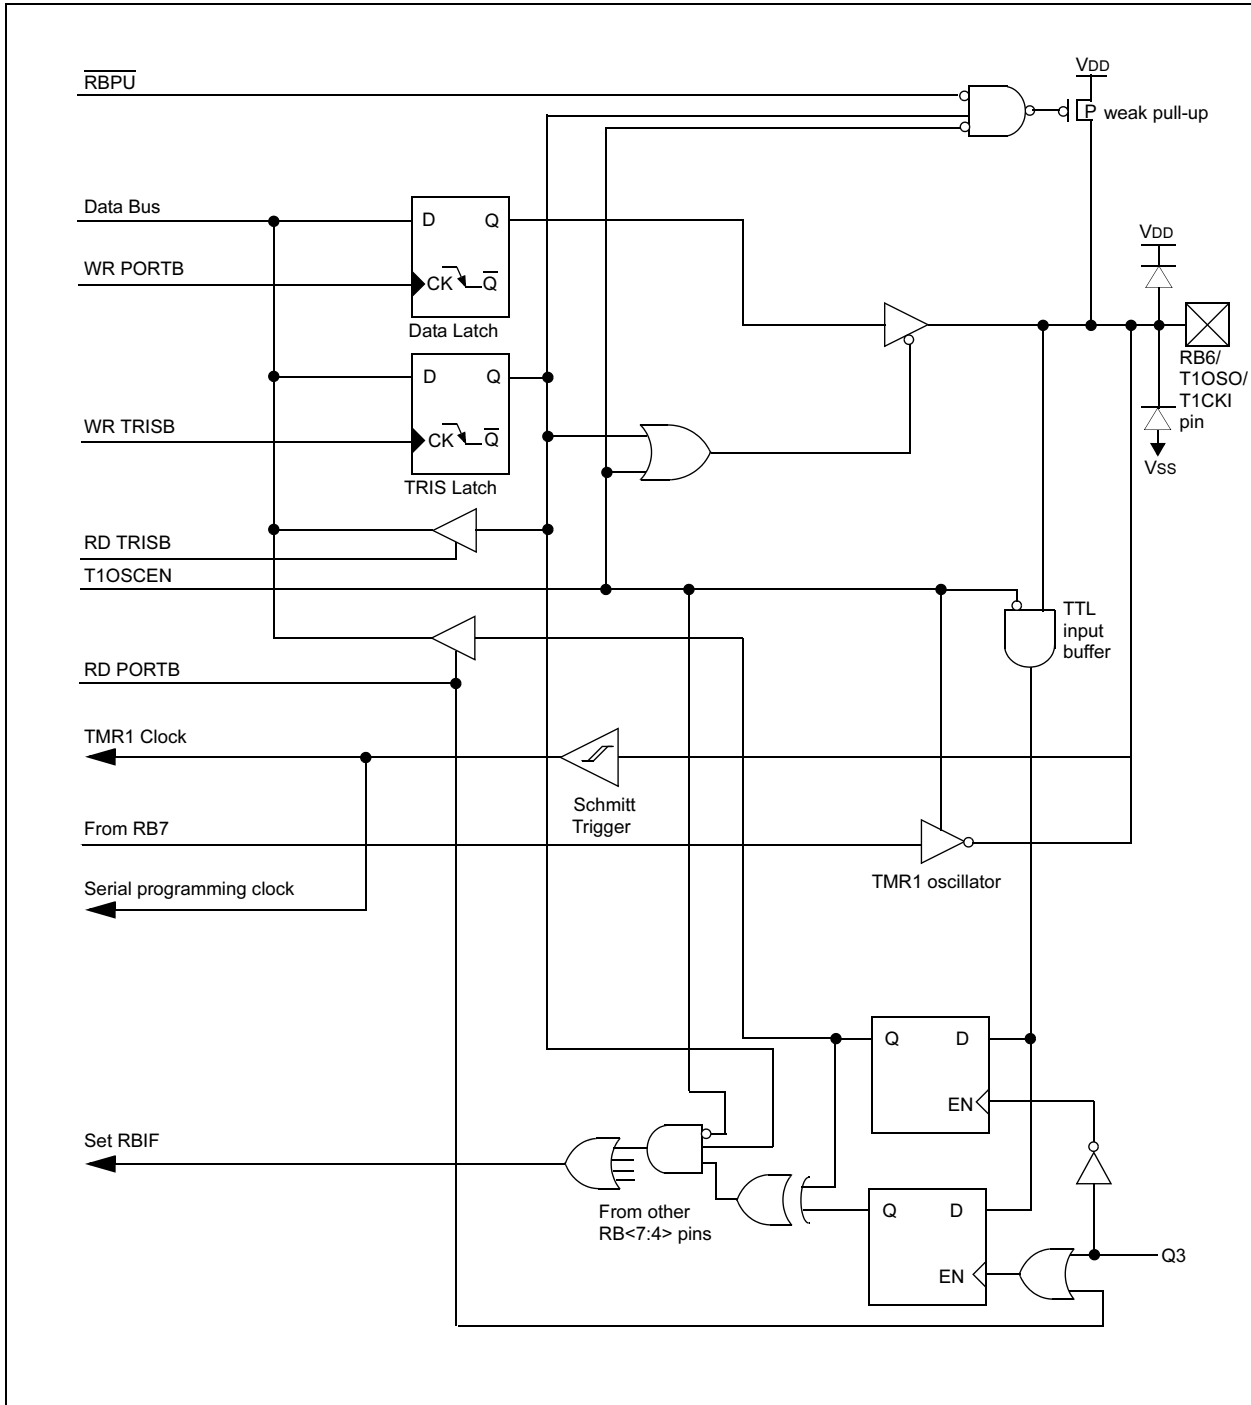 RBPU
VDD
P weak pull-up
Data Bus
D Q
WR PORTB
CK Q
Data Latch
VDD
RB6/
T1OSO/
T1CKI
pin
VSS
D Q
WR TRISB
CK Q
TRIS Latch
RD TRISB
T1OSCEN
TTL
input
buffer
RD PORTB
TMR1 Clock
Schmitt
Trigger
From RB7
TMR1 oscillator
Serial programming clock
Q D
EN
Set RBIF
From other
RB<7:4> pins
Q D
EN
Q3